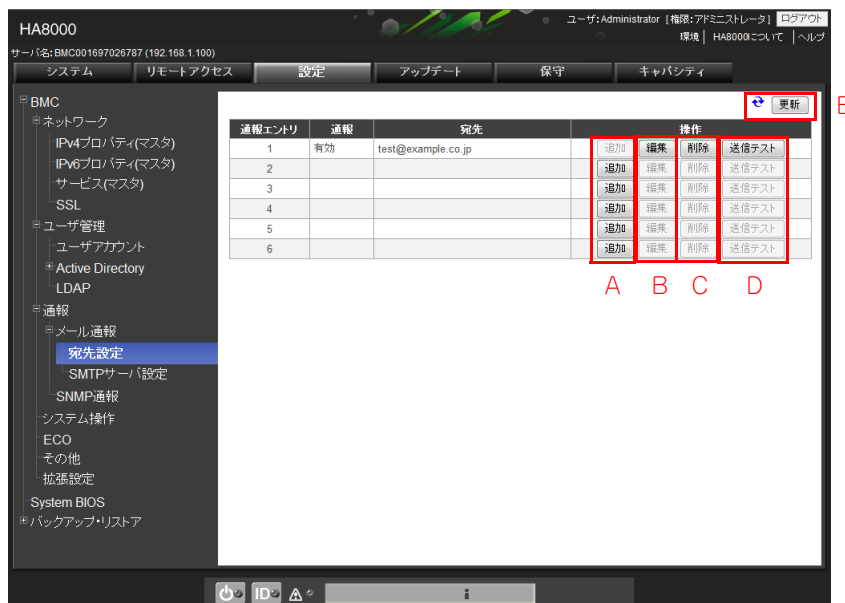 HA8000
ユーザ:Administrator [権限:アドミニストレータ] ログアウト
環境 | HA8000について | ヘルプ
サーバ名:BMC001697026787 (192.168.1.100)
システム リモートアクセス 設定 アップデート 保守 キャパシティ
BMC
ネットワーク
IPv4プロパティ(マスタ)
IPv6プロパティ(マスタ)
サービス(マスタ)
SSL
ユーザ管理
ユーザアカウント
Active Directory
LDAP
通報
メール通報
宛先設定
SMTPサーバ設定
SNMP通報
システム操作
ECO
その他
拡張設定
System BIOS
バックアップ・リストア
更新
通報エントリ 通報 宛先 操作
1 有効 test@example.co.jp 追加 編集 削除 送信テスト
2 追加 編集 削除 送信テスト
3 追加 編集 削除 送信テスト
4 追加 編集 削除 送信テスト
5 追加 編集 削除 送信テスト
6 追加 編集 削除 送信テスト
A B C D
ID